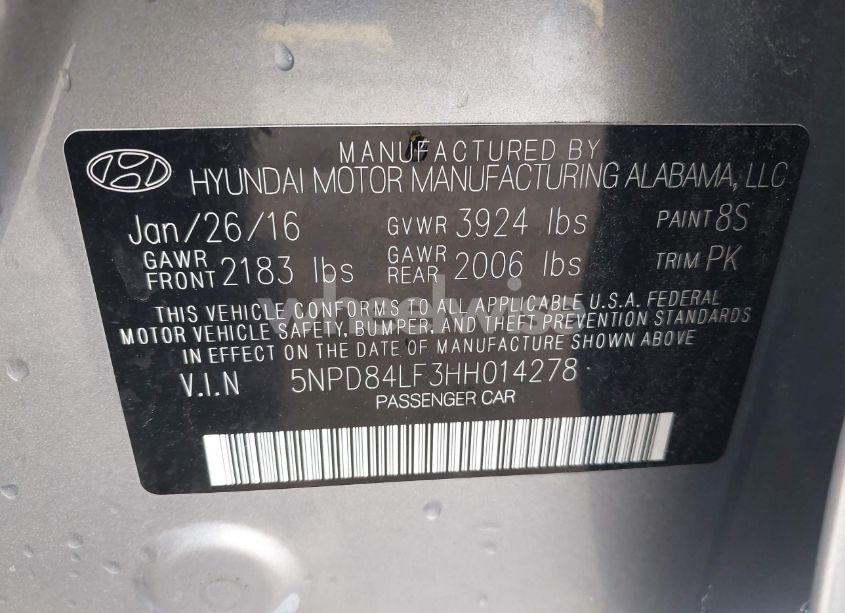 MANUFACTURED BY
HYUNDAI MOTOR MANUFACTURING ALABAMA, LLC
Jan/26/16 GVWR 3924 lbs PAINT 8S
GAWR FRONT 2183 lbs GAWR REAR 2006 lbs TRIM PK
THIS VEHICLE CONFORMS TO ALL APPLICABLE U.S.A. FEDERAL
MOTOR VEHICLE SAFETY, BUMPER, AND THEFT PREVENTION STANDARDS
IN EFFECT ON THE DATE OF MANUFACTURE SHOWN ABOVE
V.I.N 5NPD84LF3HH014278
PASSENGER CAR